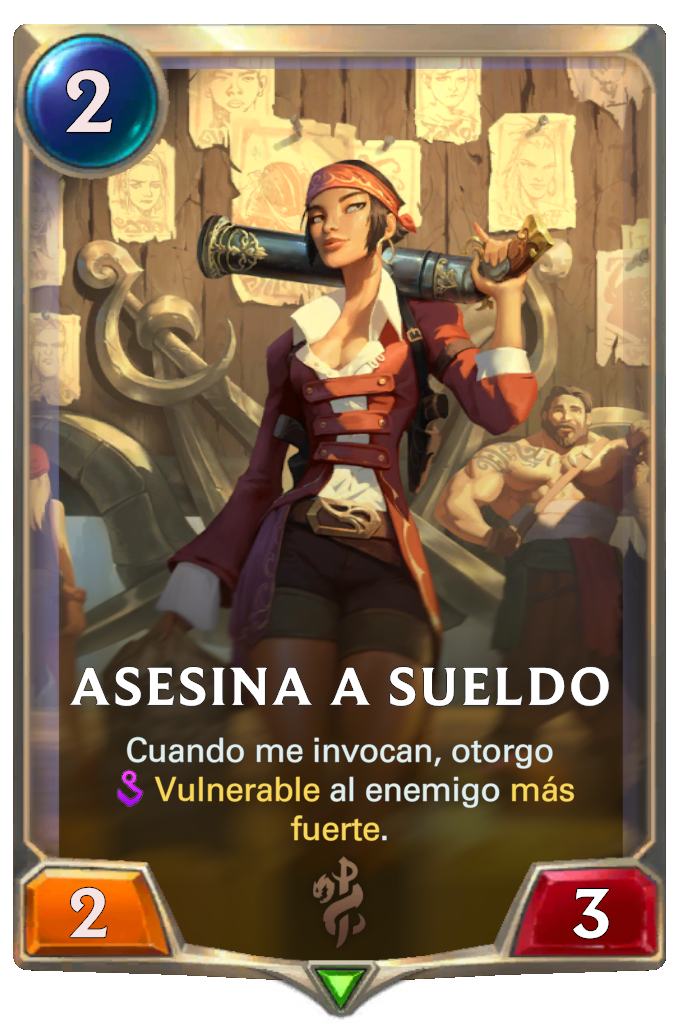 2
ASESINA A SUELDO
Cuando me invocan, otorgo
Vulnerable al enemigo más
fuerte.
2
3